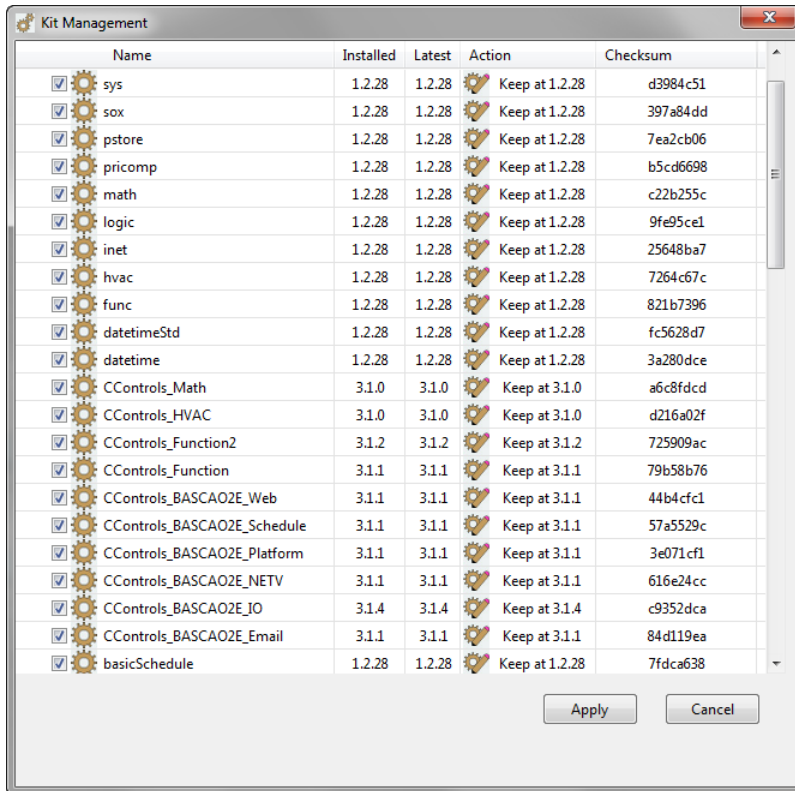 Kit Management
Name Installed Latest Action Checksum
sys 1.2.28 1.2.28 Keep at 1.2.28 d3984c51
sox 1.2.28 1.2.28 Keep at 1.2.28 397a84dd
pstore 1.2.28 1.2.28 Keep at 1.2.28 7ea2cb06
pricomp 1.2.28 1.2.28 Keep at 1.2.28 b5cd6698
math 1.2.28 1.2.28 Keep at 1.2.28 c22b255c
logic 1.2.28 1.2.28 Keep at 1.2.28 9fe95ce1
inet 1.2.28 1.2.28 Keep at 1.2.28 25648ba7
hvac 1.2.28 1.2.28 Keep at 1.2.28 7264c67c
func 1.2.28 1.2.28 Keep at 1.2.28 821b7396
datetimeStd 1.2.28 1.2.28 Keep at 1.2.28 fc5628d7
datetime 1.2.28 1.2.28 Keep at 1.2.28 3a280dce
CControls_Math 3.1.0 3.1.0 Keep at 3.1.0 a6c8fdcd
CControls_HVAC 3.1.0 3.1.0 Keep at 3.1.0 d216a02f
CControls_Function2 3.1.2 3.1.2 Keep at 3.1.2 725909ac
CControls_Function 3.1.1 3.1.1 Keep at 3.1.1 79b58b76
CControls_BASCAO2E_Web 3.1.1 3.1.1 Keep at 3.1.1 44b4cfc1
CControls_BASCAO2E_Schedule 3.1.1 3.1.1 Keep at 3.1.1 57a5529c
CControls_BASCAO2E_Platform 3.1.1 3.1.1 Keep at 3.1.1 3e071cf1
CControls_BASCAO2E_NETV 3.1.1 3.1.1 Keep at 3.1.1 616e24cc
CControls_BASCAO2E_IO 3.1.4 3.1.4 Keep at 3.1.4 c9352dca
CControls_BASCAO2E_Email 3.1.1 3.1.1 Keep at 3.1.1 84d119ea
basicSchedule 1.2.28 1.2.28 Keep at 1.2.28 7fdca638
Apply Cancel